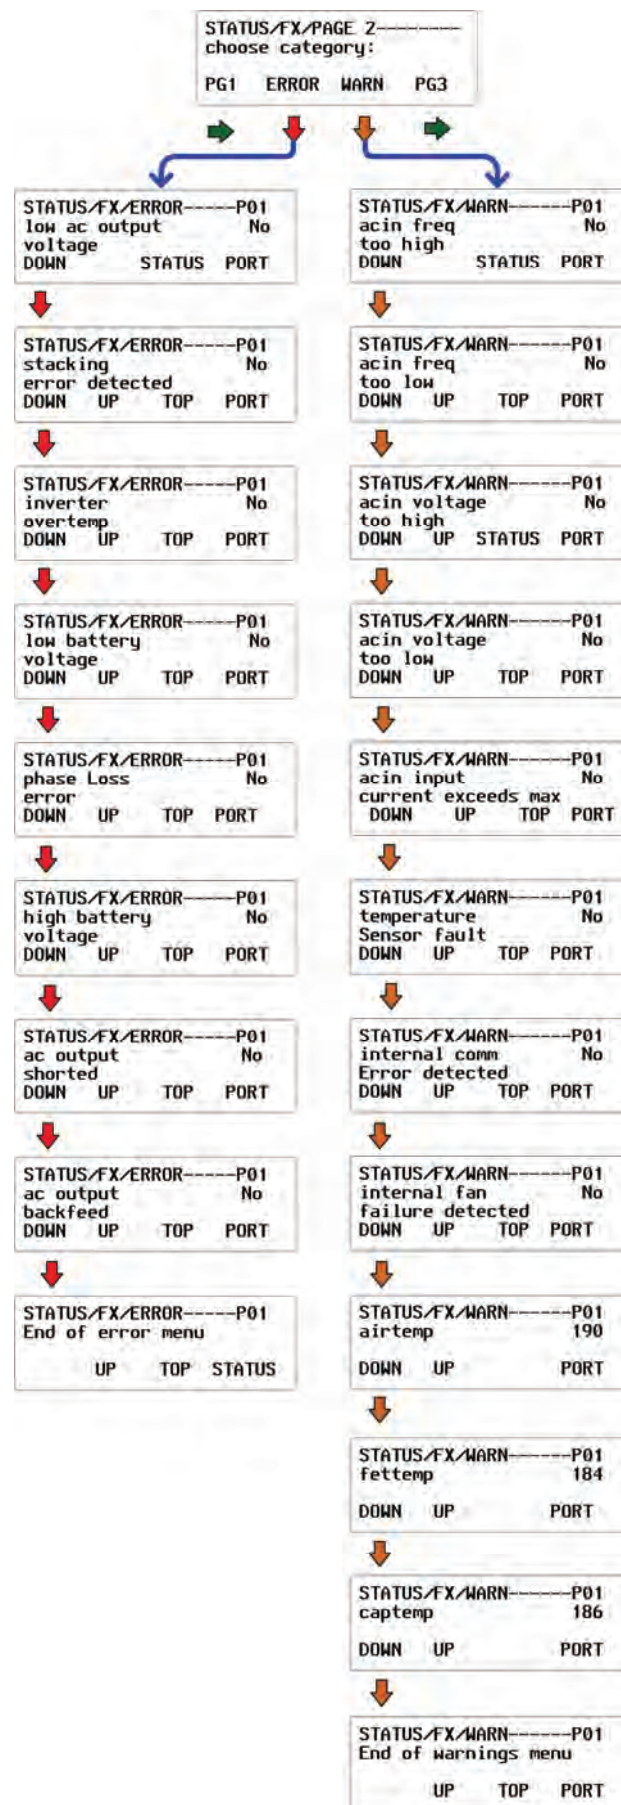 STATUS/FX/PAGE 2--------
choose category:
PG1 ERROR WARN PG3
STATUS/FX/ERROR-----P01
low ac output No
voltage
DOWN STATUS PORT
STATUS/FX/ERROR-----P01
stacking No
error detected
DOWN UP TOP PORT
STATUS/FX/ERROR-----P01
inverter No
overtemp
DOWN UP TOP PORT
STATUS/FX/ERROR-----P01
low battery No
voltage
DOWN UP TOP PORT
STATUS/FX/ERROR-----P01
phase Loss No
error
DOWN UP TOP PORT
STATUS/FX/ERROR-----P01
high battery No
voltage
DOWN UP TOP PORT
STATUS/FX/ERROR-----P01
ac output No
shorted
DOWN UP TOP PORT
STATUS/FX/ERROR-----P01
ac output No
backfeed
DOWN UP TOP PORT
STATUS/FX/ERROR-----P01
End of error menu
UP TOP STATUS
STATUS/FX/WARN------P01
acin freq No
too high
DOWN STATUS PORT
STATUS/FX/WARN------P01
acin freq No
too low
DOWN UP TOP PORT
STATUS/FX/WARN------P01
acin voltage No
too high
DOWN UP STATUS PORT
STATUS/FX/WARN------P01
acin voltage No
too low
DOWN UP TOP PORT
STATUS/FX/WARN------P01
acin input No
current exceeds max
DOWN UP TOP PORT
STATUS/FX/WARN------P01
temperature No
Sensor fault
DOWN UP TOP PORT
STATUS/FX/WARN------P01
internal comm No
Error detected
DOWN UP TOP PORT
STATUS/FX/WARN------P01
internal fan No
failure detected
DOWN UP TOP PORT
STATUS/FX/WARN------P01
airtemp 190
DOWN UP PORT
STATUS/FX/WARN------P01
fettemp 184
DOWN UP PORT
STATUS/FX/WARN------P01
captemp 186
DOWN UP PORT
STATUS/FX/WARN------P01
End of warnings menu
UP TOP PORT